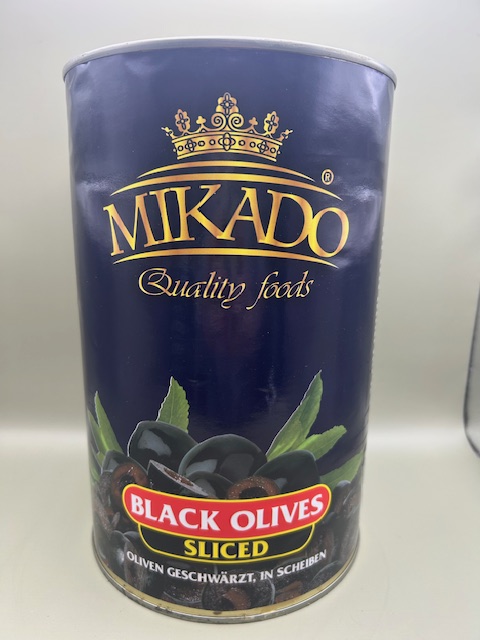 MIKADO®
Quality foods
BLACK OLIVES
SLICED
OLIVEN GESCHWÄRZT, IN SCHEIBEN